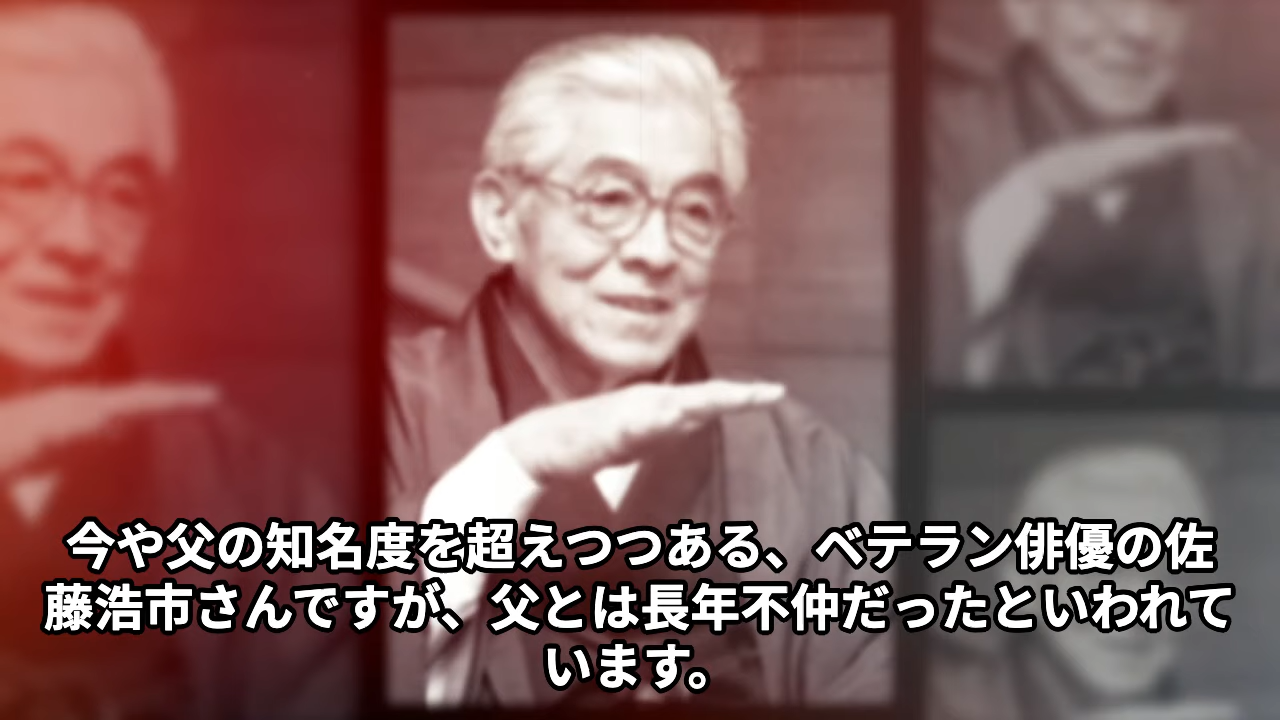 今や父の知名度を超えつつある、ベテラン俳優の佐
藤浩市さんですが、父とは長年不仲だったといわれて
います。